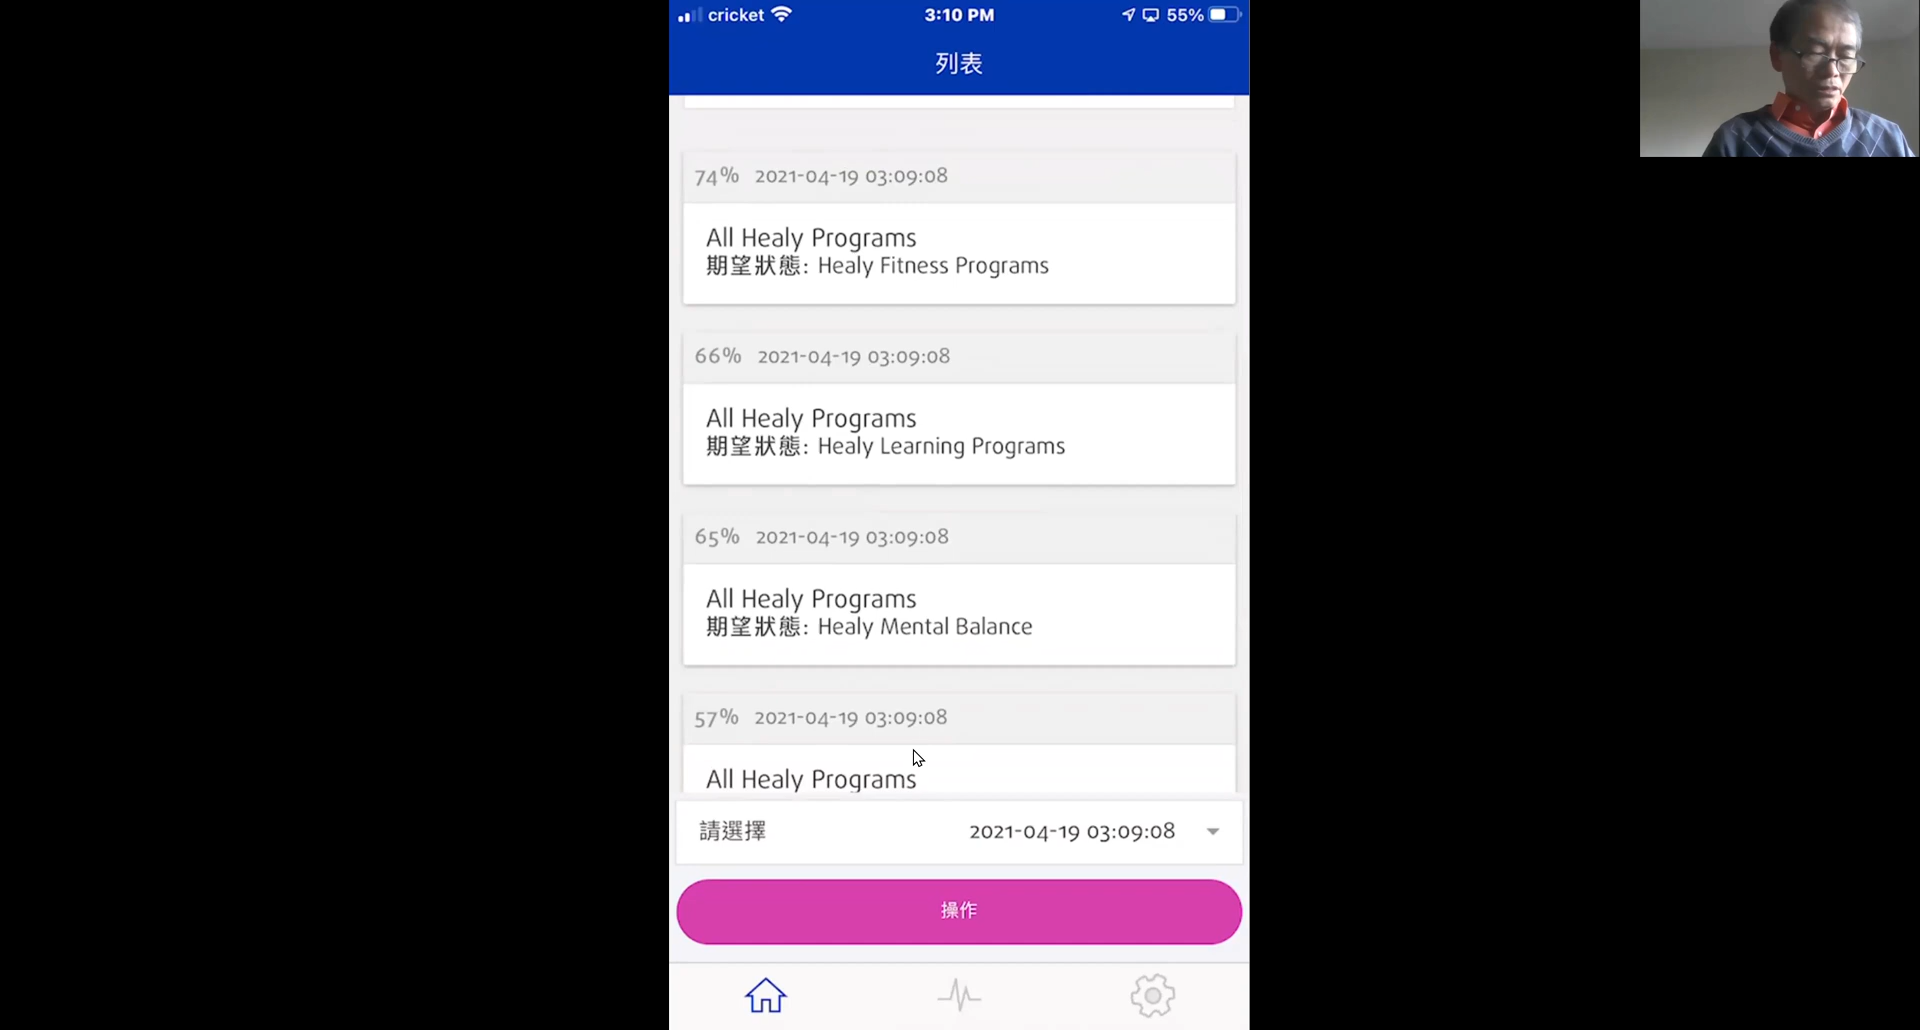 cricket 3:10 PM 55%
列表
74% 2021-04-19 03:09:08
All Healy Programs
期望狀態: Healy Fitness Programs
66% 2021-04-19 03:09:08
All Healy Programs
期望狀態: Healy Learning Programs
65% 2021-04-19 03:09:08
All Healy Programs
期望狀態: Healy Mental Balance
57% 2021-04-19 03:09:08
All Healy Programs
請選擇 2021-04-19 03:09:08
操作